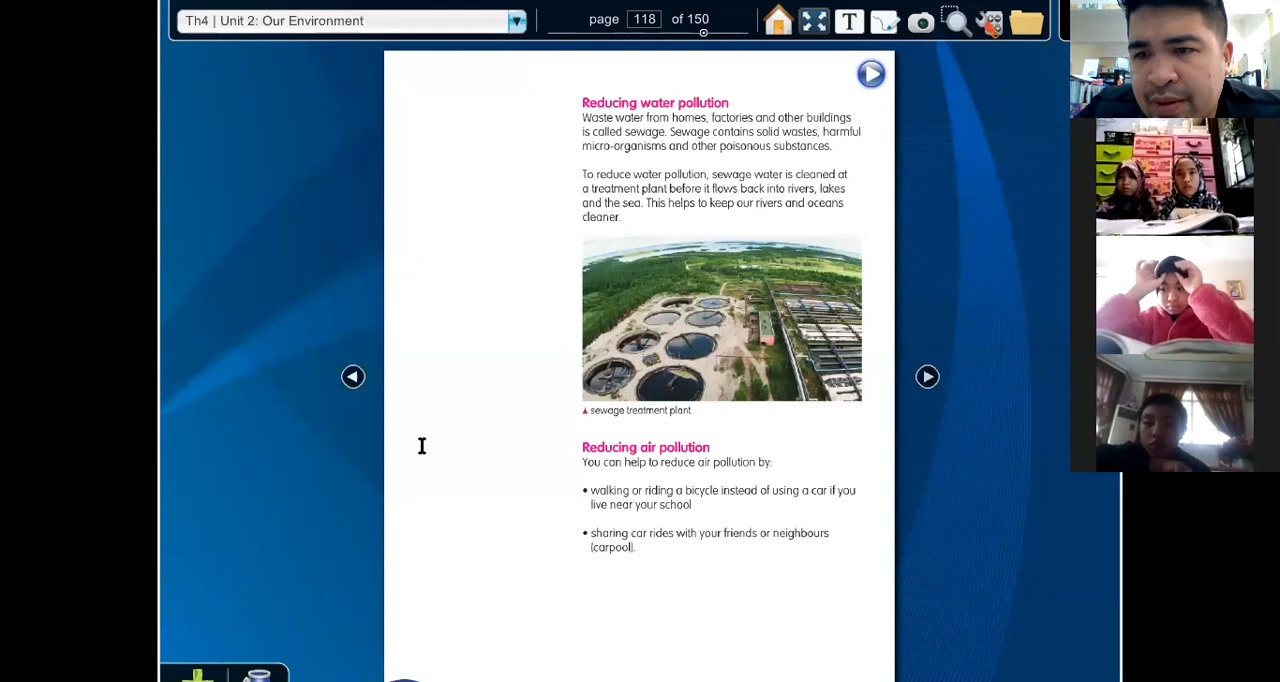 Th4 | Unit 2: Our Environment
page 118 of 150
T
Reducing water pollution
Waste water from homes, factories and other buildings
is called sewage. Sewage contains solid wastes, harmful
micro-organisms and other poisonous substances.
To reduce water pollution, sewage water is cleaned at
a treatment plant before it flows back into rivers, lakes
and the sea. This helps to keep our rivers and oceans
cleaner.
▲ sewage treatment plant
Reducing air pollution
You can help to reduce air pollution by:
• walking or riding a bicycle instead of using a car if you
live near your school
• sharing car rides with your friends or neighbours
(carpool).